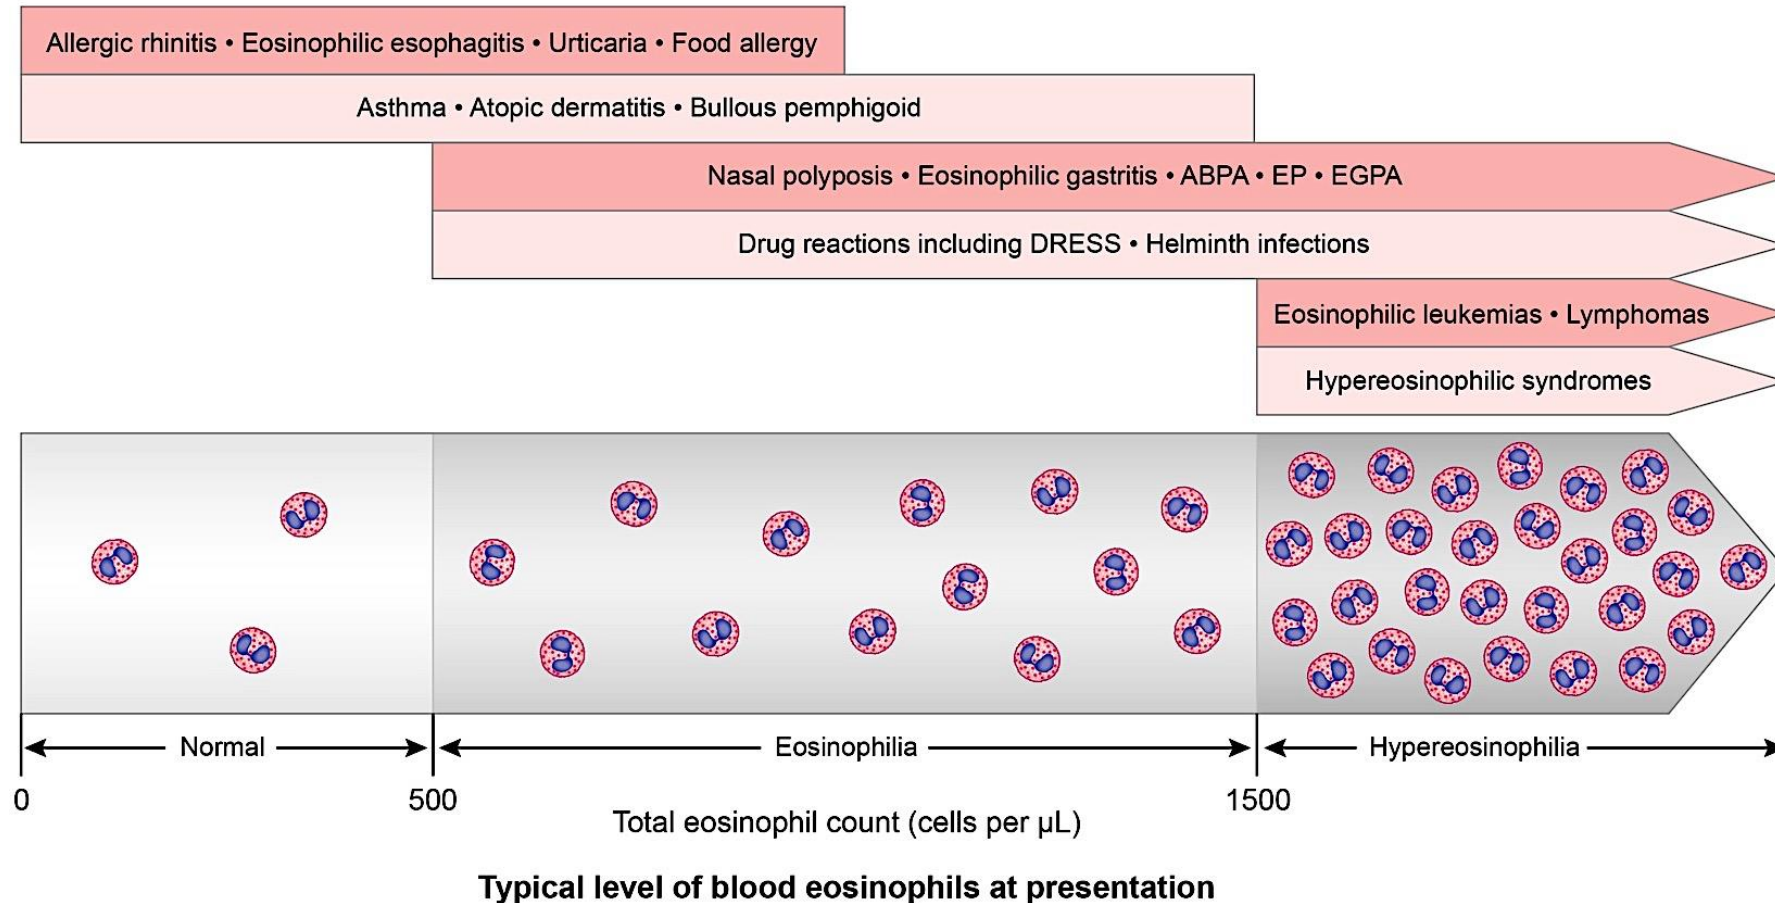 Allergic rhinitis • Eosinophilic esophagitis • Urticaria • Food allergy
Asthma • Atopic dermatitis • Bullous pemphigoid
Nasal polyposis • Eosinophilic gastritis • ABPA • EP • EGPA
Drug reactions including DRESS • Helminth infections
Eosinophilic leukemias • Lymphomas
Hypereosinophilic syndromes
Normal Eosinophilia Hypereosinophilia
0 500 1500
Total eosinophil count (cells per µL)
Typical level of blood eosinophils at presentation